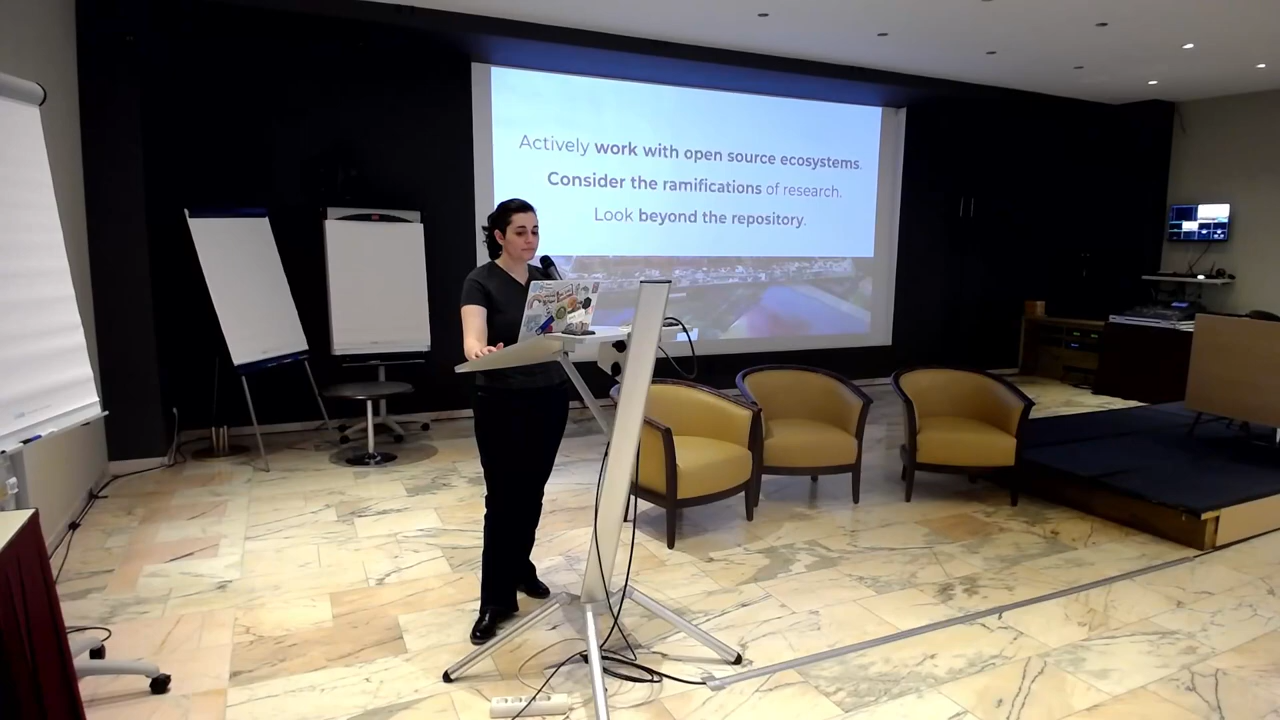 Actively work with open source ecosystems.
Consider the ramifications of research.
Look beyond the repository.